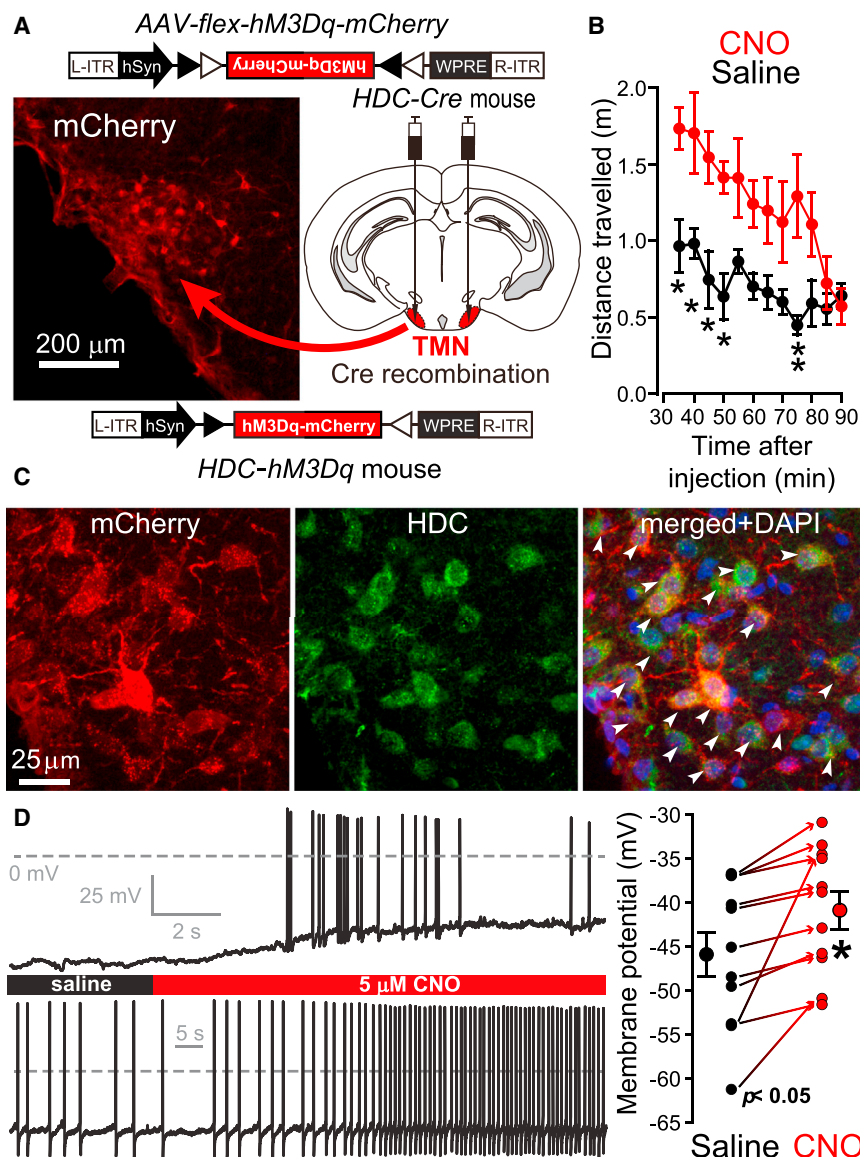 A
AAV-flex-hM3Dq-mCherry
L-ITR hSyn hM3Dq-mCherry WPRE R-ITR
mCherry
HDC-Cre mouse
200 μm
TMN
Cre recombination
L-ITR hSyn hM3Dq-mCherry WPRE R-ITR
HDC-hM3Dq mouse
B
CNO
Saline
Distance travelled (m)
2.0
1.5
1.0
0.5
0.0
* * * * * *
30 40 50 60 70 80 90
Time after
injection (min)
C
mCherry
HDC
merged+DAPI
25μm
D
0 mV
25 mV
2 s
saline
5 μM CNO
5 s
Membrane potential (mV)
-30
-35
-40
-45
-50
-55
-60
-65
*
p< 0.05
Saline CNO